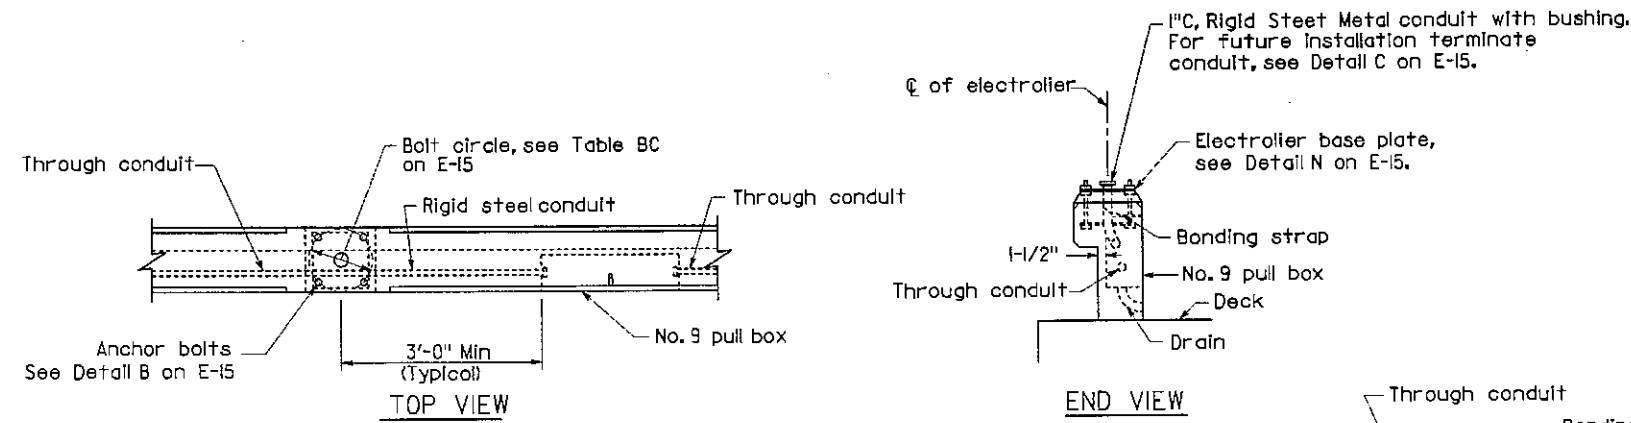 1"C, Rigid Steet Metal conduit with bushing.
For future installation terminate
conduit, see Detail C on E-15.
℄ of electrolier
Bolt circle, see Table BC
on E-15
Electrolier base plate,
see Detail N on E-15.
Through conduit
Through conduit
Rigid steel conduit
Bonding strap
1-1/2"
No. 9 pull box
Through conduit
Deck
B
No. 9 pull box
Drain
Anchor bolts
See Detail B on E-15
3'-0" Min
(Typical)
TOP VIEW
END VIEW
Through conduit